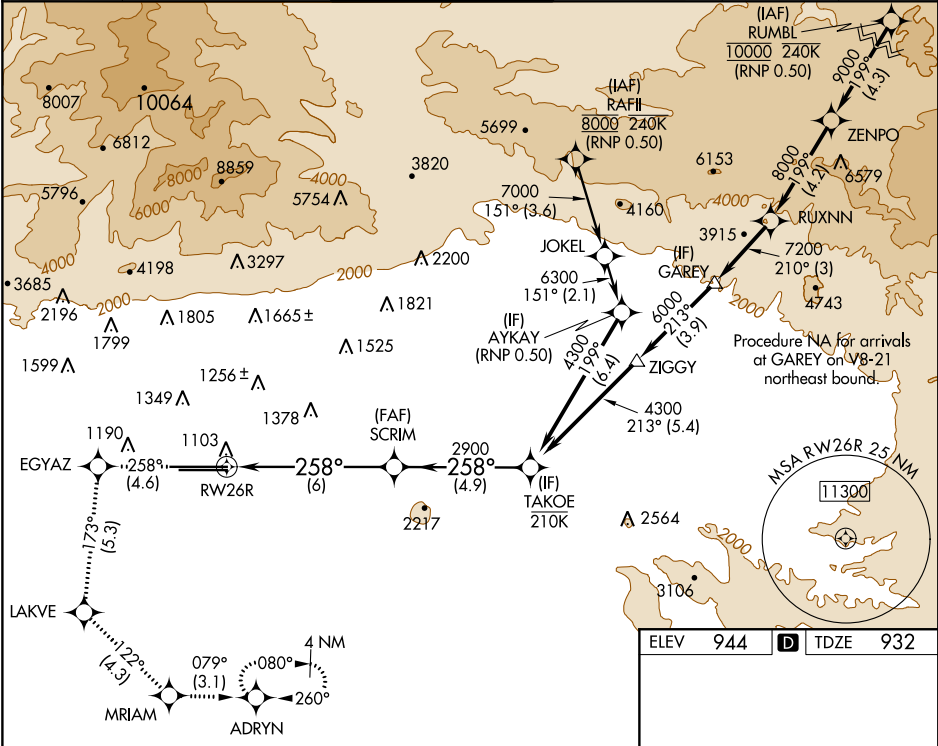 (IAF)
RUMBL
10000 240K
(RNP 0.50)
9000
199°
(4.3)
8007
10064
(IAF)
RAFII
8000 240K
(RNP 0.50)
5699
ZENPO
6812
8859
8000
4000
3820
6153
8000
199°
(4.2)
6579
5796
5754
6000
7000
151° (3.6)
4160
4000
RUXNN
3915
7200
210° (3)
JOKEL
(IF)
GAREY
4000
4198
3297
2000
2200
6300
151° (2.1)
6000
213°
(3.9)
2000
4743
3685
2000
2196
1799
1805
1665 ±
1821
(IF)
AYKAY
(RNP 0.50)
4300
199°
(6.4)
ZIGGY
Procedure NA for arrivals
at GAREY on V8-21
northeast bound.
1599
1525
1256 ±
1349
1378
4300
213° (5.4)
1190
1103
(FAF)
SCRIM
2900
EGYAZ
258°
(4.6)
RW26R
258°
(6)
258°
(4.9)
(IF)
TAKOE
210K
MSA RW26R 25 NM
11300
2217
2564
2000
173°
(5.3)
3106
LAKVE
122°
(4.3)
079°
(3.1)
080°
4 NM
260°
MRIAM
ADRYN
ELEV 944 D TDZE 932